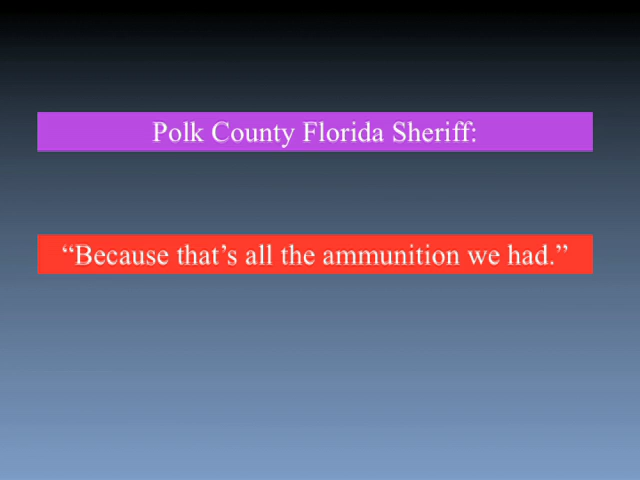 Polk County Florida Sheriff:
“Because that’s all the ammunition we had.”